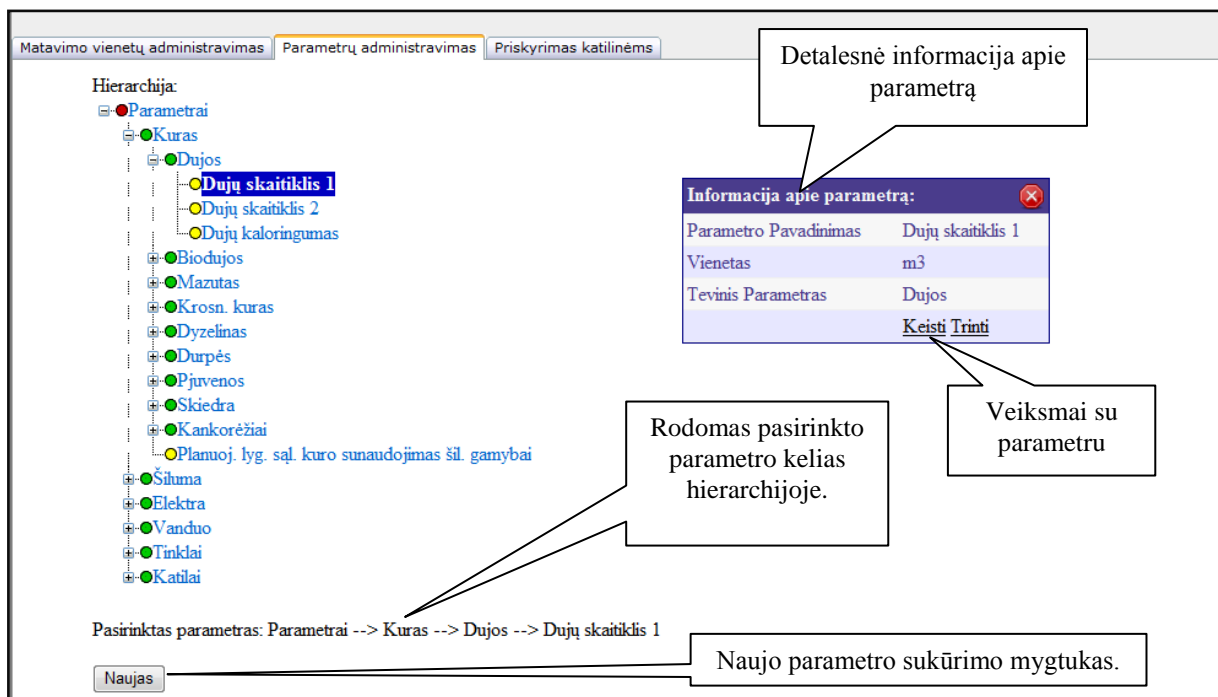 Matavimo vienetų administravimas
Parametrų administravimas
Priskyrimas katilinėms
Detalesnė informacija apie
parametrą
Hierarchija:
Parametrai
Kuras
Dujos
Dujų skaitiklis 1
Dujų skaitiklis 2
Dujų kaloringumas
Biodujos
Mazutas
Krosn. kuras
Dyzelinas
Durpės
Pjuvenos
Skiedra
Kankorėžiai
Planuoj. lyg. sąl. kuro sunaudojimas šil. gamybai
Šiluma
Elektra
Vanduo
Tinklai
Katilai
Informacija apie parametrą:
Parametro Pavadinimas Dujų skaitiklis 1
Vienetas m3
Tevinis Parametras Dujos
Keisti Trinti
Veiksmai su
parametru
Rodomas pasirinkto
parametro kelias
hierarchijoje.
Pasirinktas parametras: Parametrai --> Kuras --> Dujos --> Dujų skaitiklis 1
Naujas
Naujo parametro sukūrimo mygtukas.